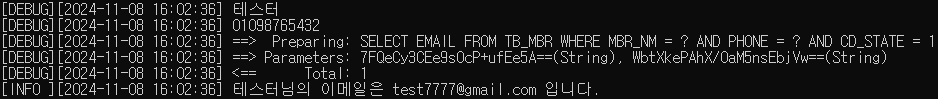 [DEBUG][2024-11-08 16:02:36] 테스터
[DEBUG][2024-11-08 16:02:36] 01098765432
[DEBUG][2024-11-08 16:02:36] ==>  Preparing: SELECT EMAIL FROM TB_MBR WHERE MBR_NM = ? AND PHONE = ? AND CD_STATE = 1
[DEBUG][2024-11-08 16:02:36] ==> Parameters: 7FQeCy3CEe9sOcP+ufEe5A==(String), WbtXkePAhX/OaM5nsEbjYw==(String)
[DEBUG][2024-11-08 16:02:36] <==      Total: 1
[INFO ][2024-11-08 16:02:36] 테스터님의 이메일은 test7777@gmail.com 입니다.